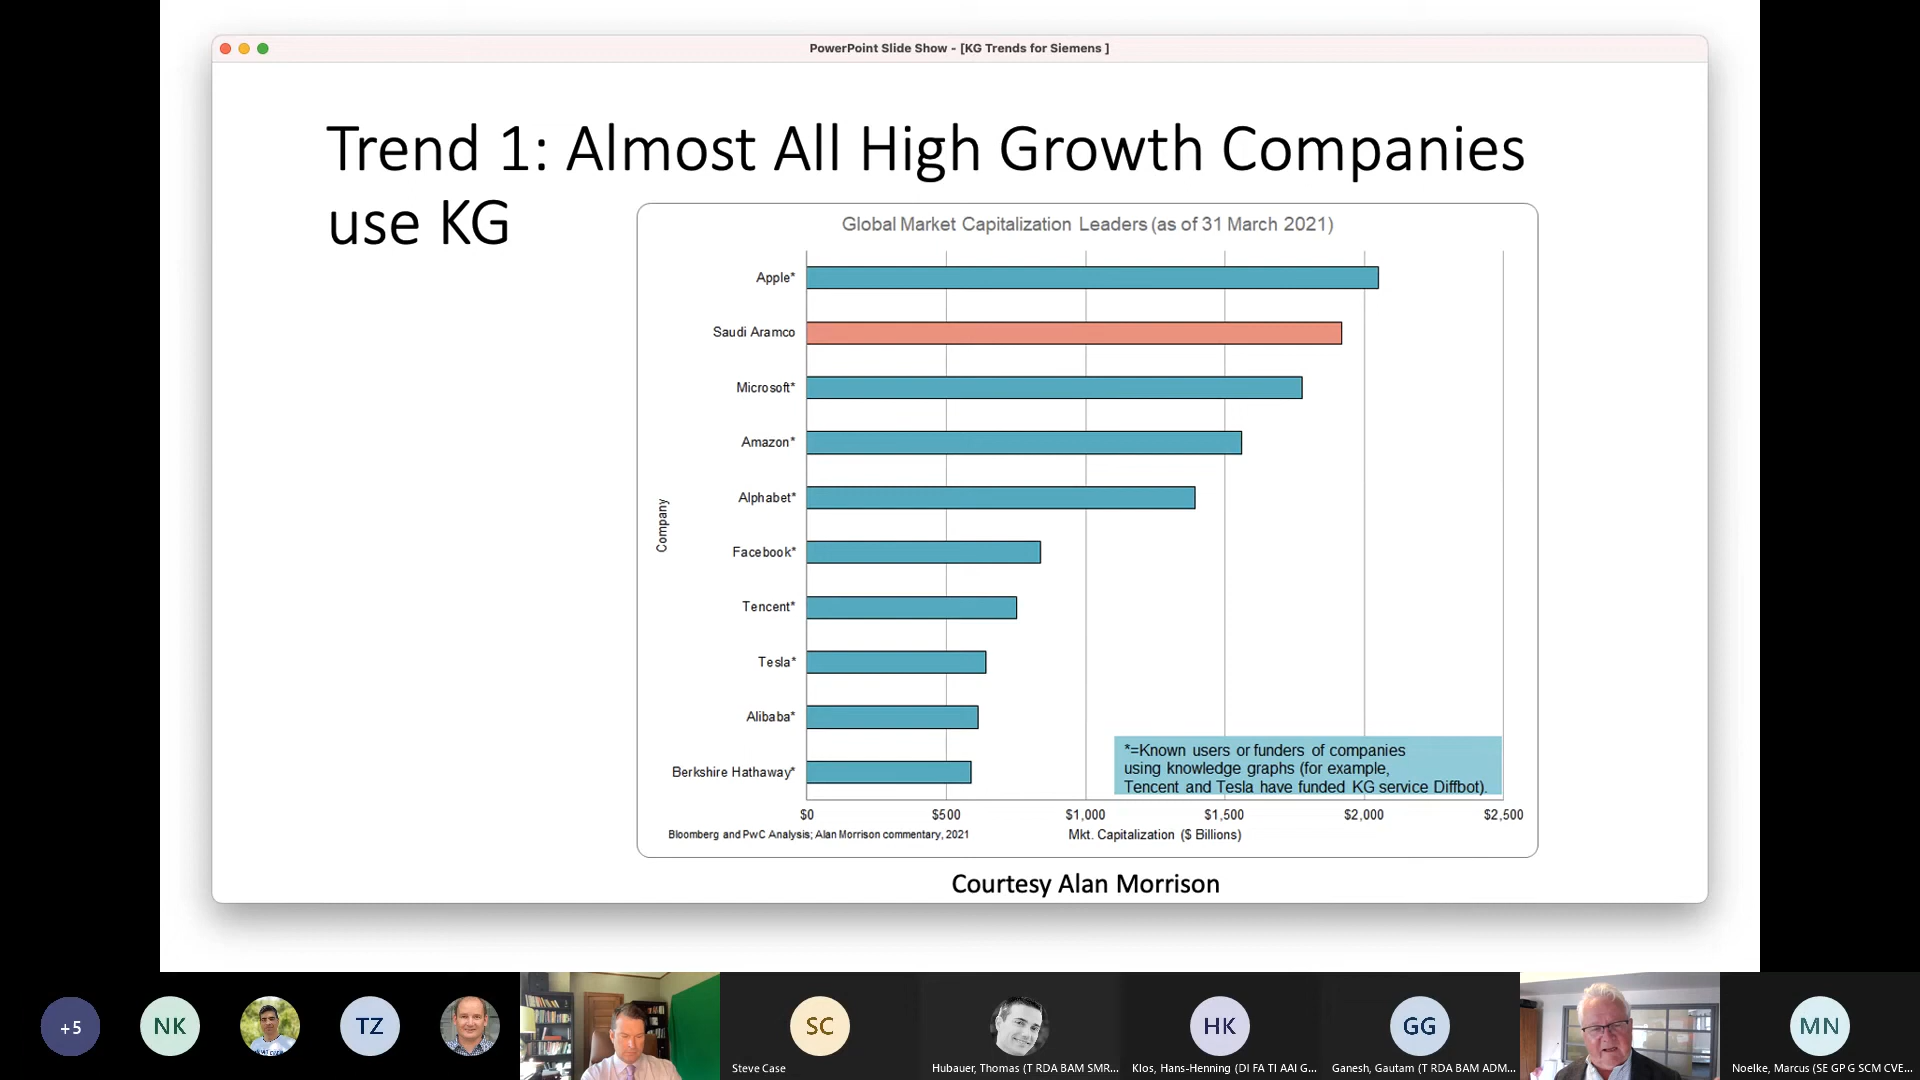 PowerPoint Slide Show - [KG Trends for Siemens ]
Trend 1: Almost All High Growth Companies
use KG
Global Market Capitalization Leaders (as of 31 March 2021)
Apple*
Saudi Aramco
Microsoft*
Amazon*
Alphabet*
Facebook*
Tencent*
Tesla*
Alibaba*
Berkshire Hathaway*
Company
*=Known users or funders of companies
using knowledge graphs (for example,
Tencent and Tesla have funded KG service Diffbot).
$0 $500 $1,000 $1,500 $2,000 $2,500
Bloomberg and PwC Analysis; Alan Morrison commentary, 2021
Mkt. Capitalization ($ Billions)
Courtesy Alan Morrison
+5
NK
TZ
SC
HK
GG
MN
Steve Case
Hubauer, Thomas (T RDA BAM SMR...
Klos, Hans-Henning (DI FA TI AAI G...
Ganesh, Gautam (T RDA BAM ADM...
Noelke, Marcus (SE GP G SCM CVE...